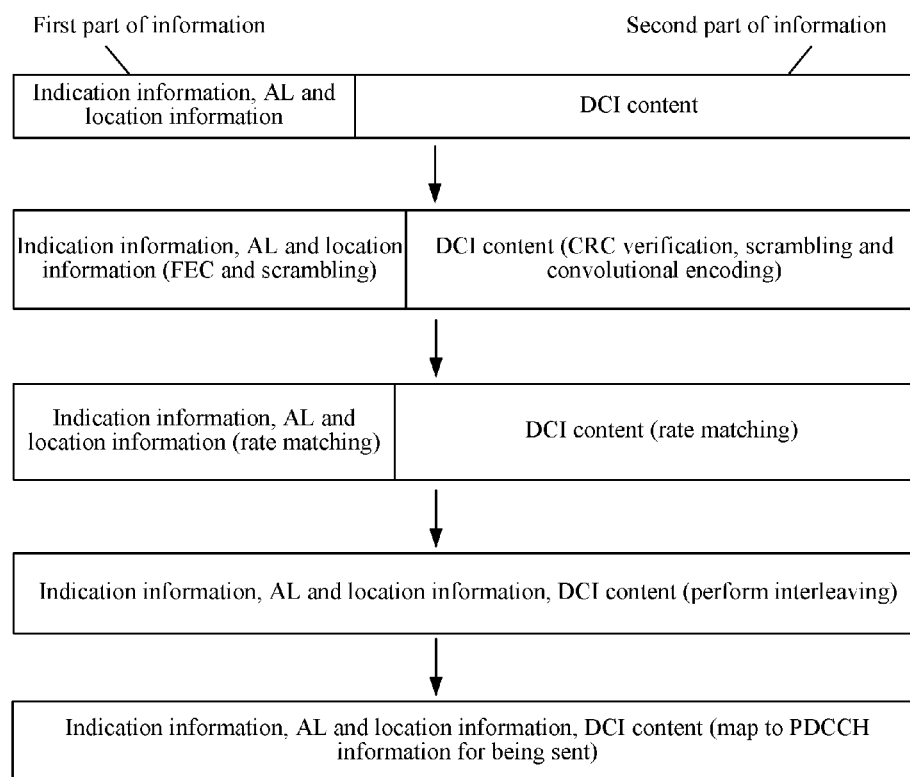 First part of information
Second part of information
Indication information, AL and
location information
DCI content
Indication information, AL and location
information (FEC and scrambling)
DCI content (CRC verification, scrambling and
convolutional encoding)
Indication information, AL and
location information (rate matching)
DCI content (rate matching)
Indication information, AL and location information, DCI content (perform interleaving)
Indication information, AL and location information, DCI content (map to PDCCH
information for being sent)